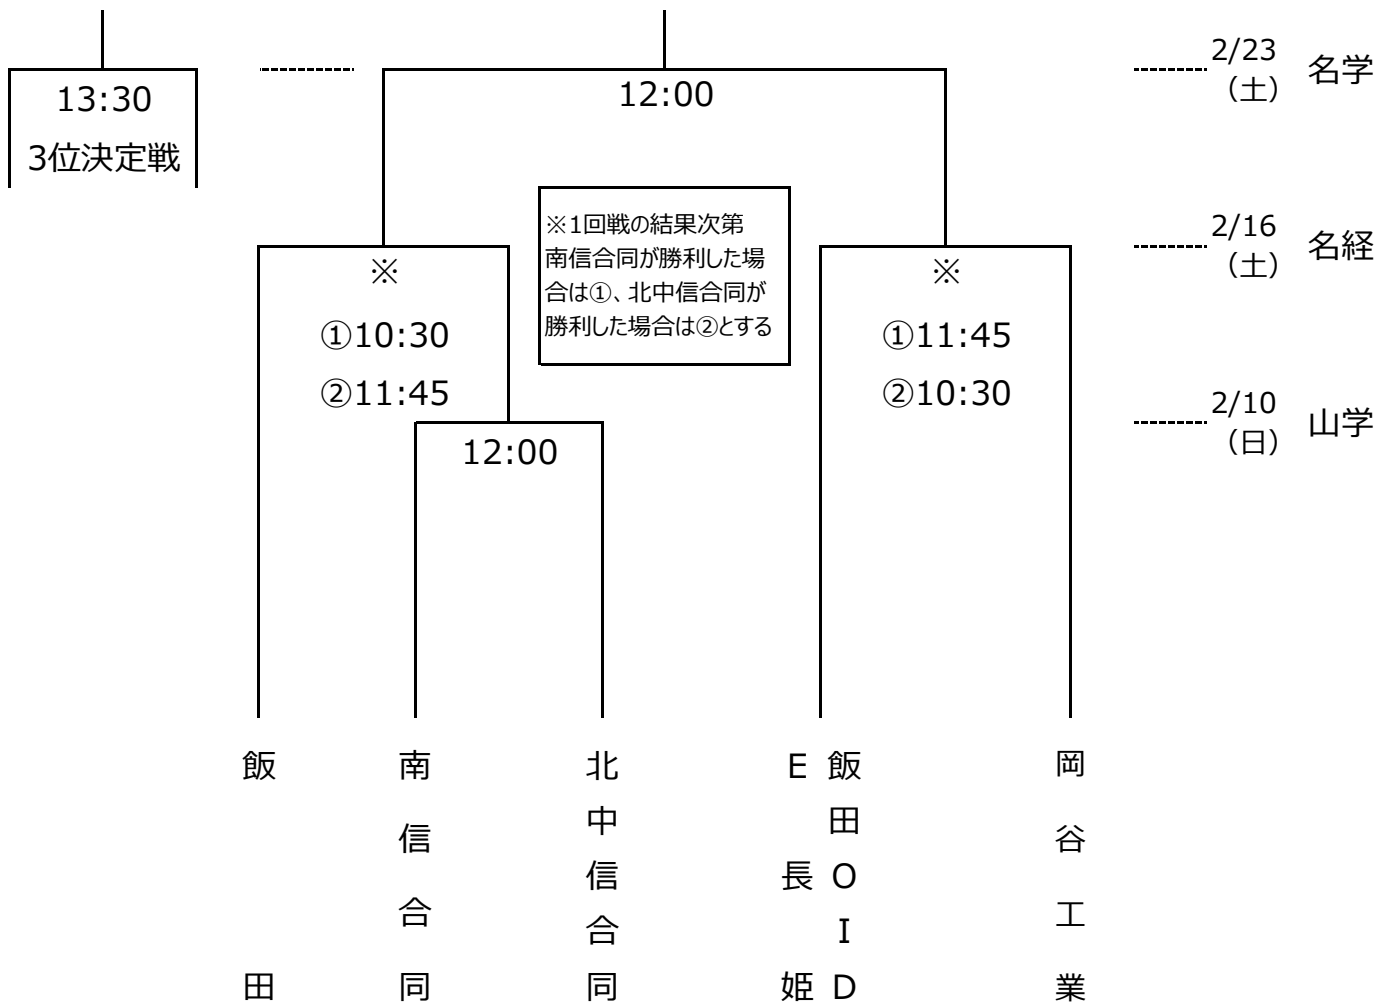 13:30
3位決定戦
12:00
2/23
（土）
名学
※1回戦の結果次第
南信合同が勝利した場
合は①、北中信合同が
勝利した場合は②とする
※
①10:30
②11:45
※
①11:45
②10:30
2/16
（土）
名経
12:00
2/10
（日）
山学
飯田
南信合同
北中信合同
飯田OID
E長姫
岡谷工業